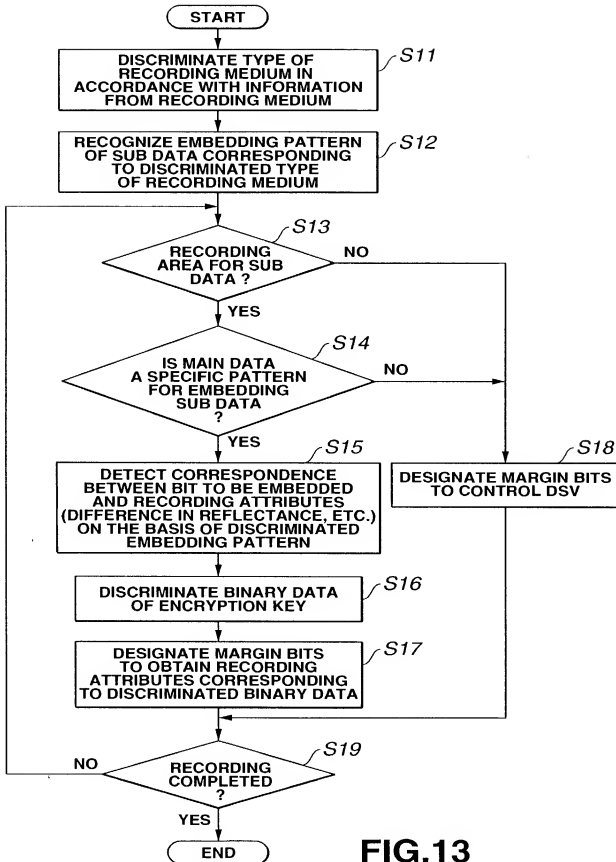 START
S11
DISCRIMINATE TYPE OF
RECORDING MEDIUM IN
ACCORDANCE WITH INFORMATION
FROM RECORDING MEDIUM
S12
RECOGNIZE EMBEDDING PATTERN
OF SUB DATA CORRESPONDING
TO DISCRIMINATED TYPE
OF RECORDING MEDIUM
S13
RECORDING
AREA FOR SUB
DATA ?
NO
YES
S14
IS MAIN DATA
A SPECIFIC PATTERN
FOR EMBEDDING
SUB DATA
?
NO
YES
S15
DETECT CORRESPONDENCE
BETWEEN BIT TO BE EMBEDDED
AND RECORDING ATTRIBUTES
(DIFFERENCE IN REFLECTANCE, ETC.)
ON THE BASIS OF DISCRIMINATED
EMBEDDING PATTERN
S18
DESIGNATE MARGIN BITS
TO CONTROL DSV
S16
DISCRIMINATE BINARY DATA
OF ENCRYPTION KEY
S17
DESIGNATE MARGIN BITS
TO OBTAIN RECORDING
ATTRIBUTES CORRESPONDING
TO DISCRIMINATED BINARY DATA
S19
NO
RECORDING
COMPLETED
?
YES
END
FIG.13